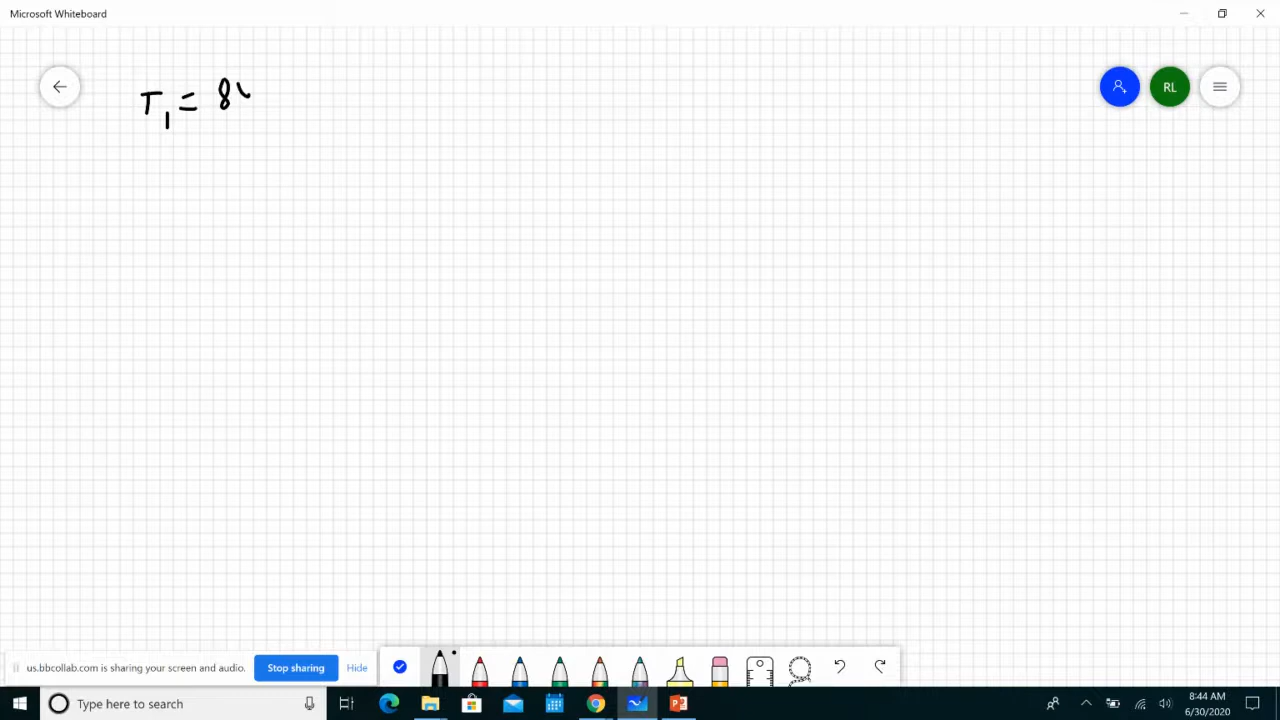 Microsoft Whiteboard
RL
T₁ = 8
us.bbcollab.com is sharing your screen and audio.
Stop sharing
Hide
Type here to search
8:44 AM
6/30/2020